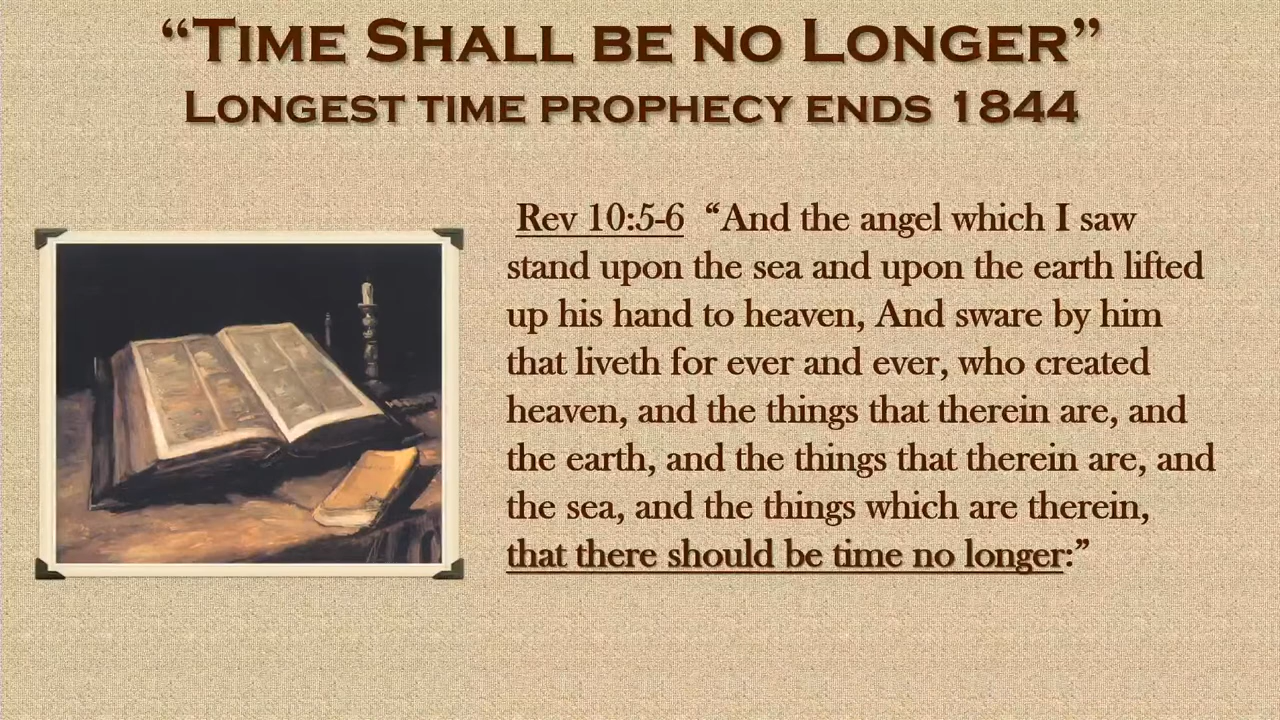 “Time Shall be no Longer”
Longest time prophecy ends 1844
Rev 10:5-6 “And the angel which I saw
stand upon the sea and upon the earth lifted
up his hand to heaven, And sware by him
that liveth for ever and ever, who created
heaven, and the things that therein are, and
the earth, and the things that therein are, and
the sea, and the things which are therein,
that there should be time no longer:”